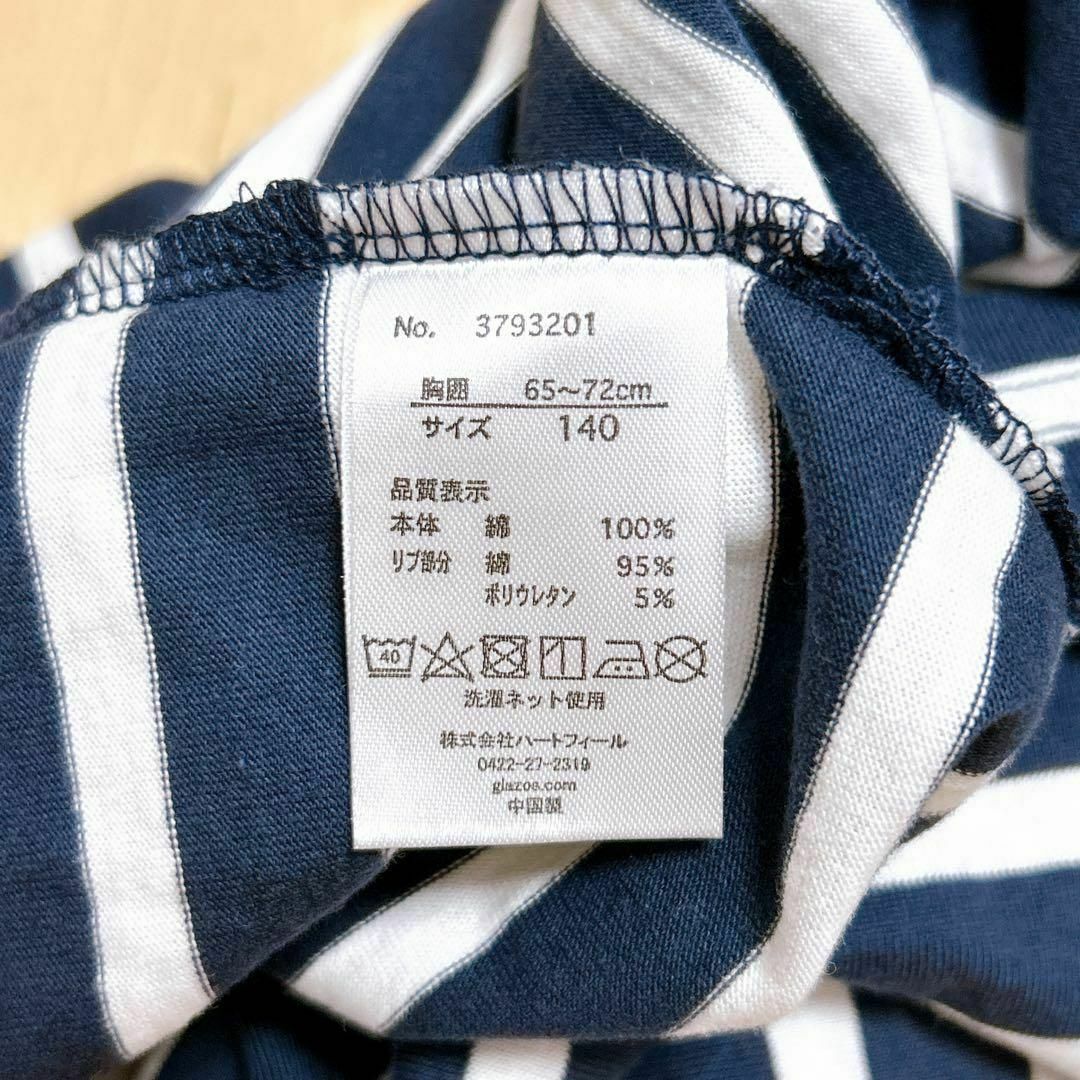 No. 3793201
胸囲 65～72cm
サイズ 140
品質表示
本体 綿 100%
リブ部分 綿 95%
ポリウレタン 5%
40
洗濯ネット使用
株式会社ハートフィール
0422-27-2319
glazos.com
中国製